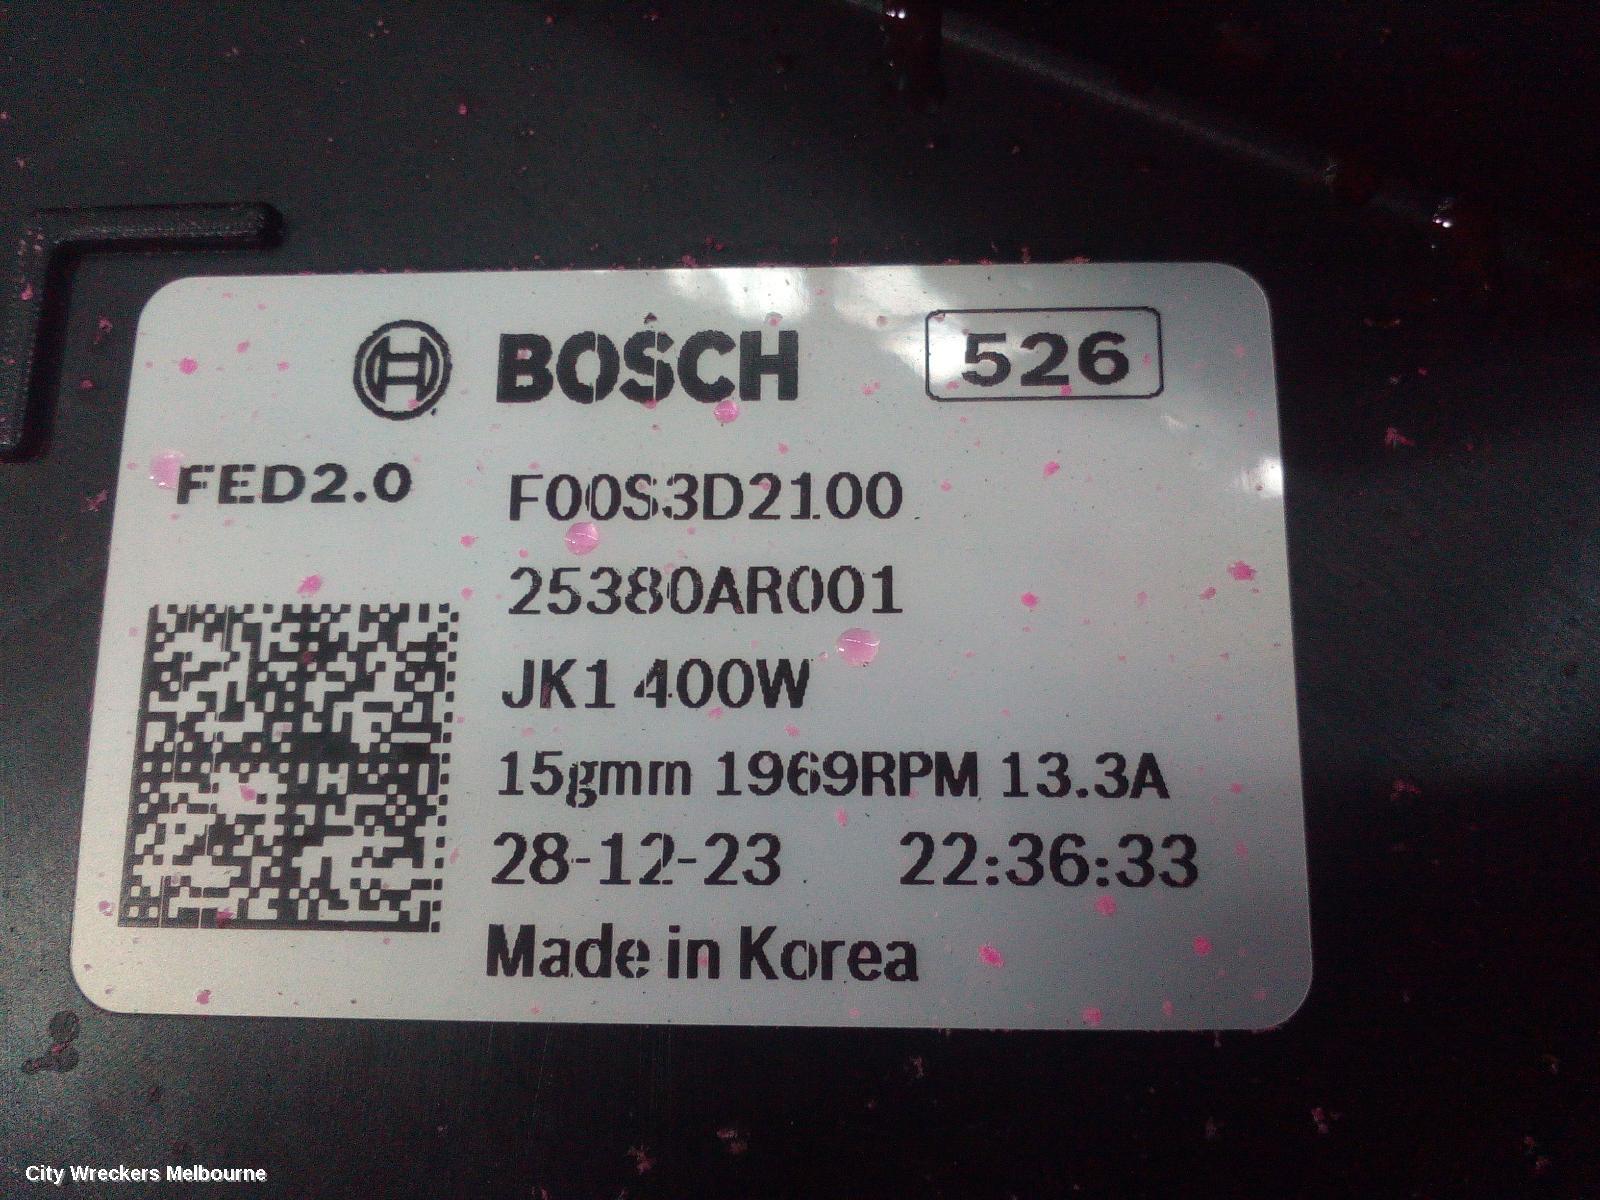 BOSCH 526
FED2.0 F00S3D2100
25380AR001
JK1 400W
15gmm 1969RPM 13.3A
28-12-23 22:36:33
Made in Korea
City Wreckers Melbourne